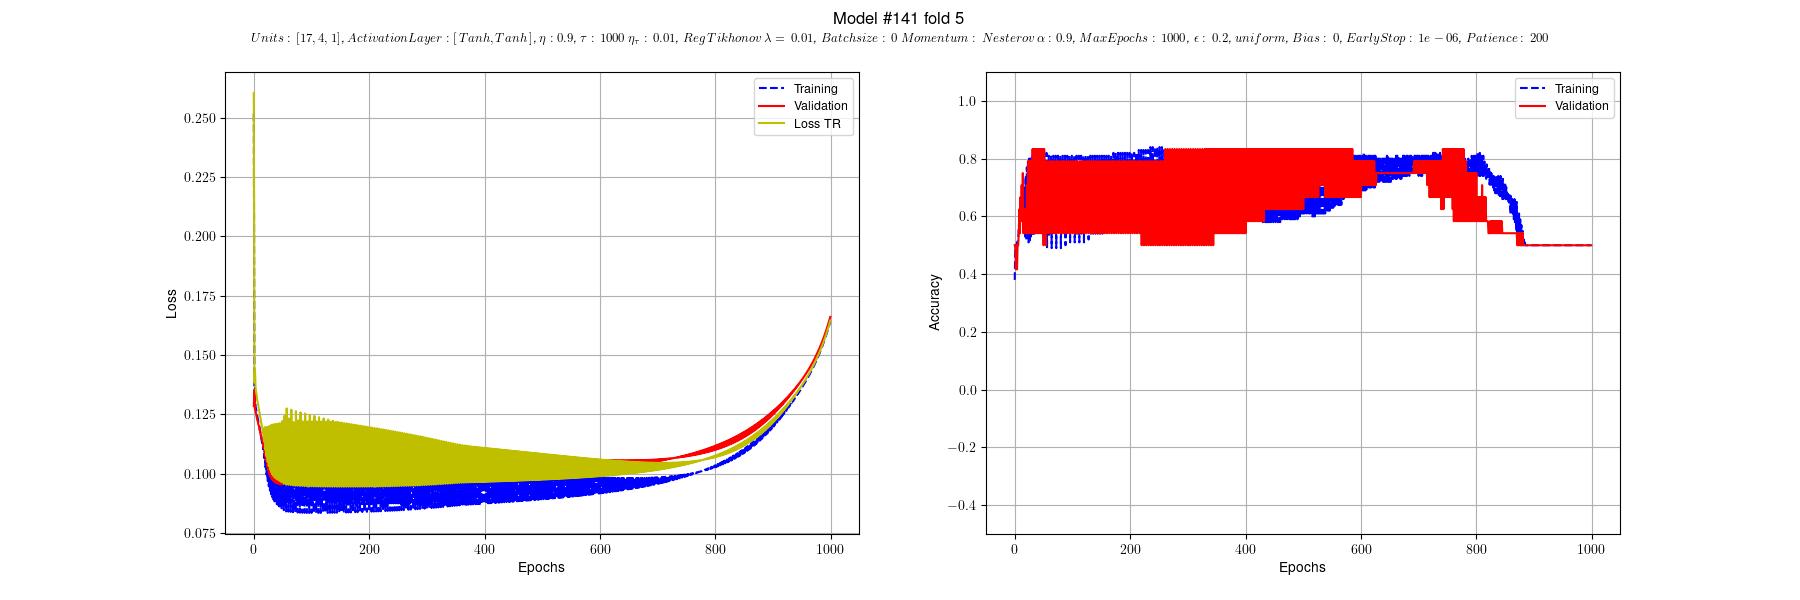 Model #141 fold 5
Units : [17, 4, 1], ActivationLayer : [Tanh, Tanh], η : 0.9, τ : 1000 ητ : 0.01, RegTikhonov λ = 0.01, Batchsize : 0 Momentum : Nesterov α : 0.9, MaxEpochs : 1000, ϵ : 0.2, uniform, Bias : 0, EarlyStop : 1e − 06, Patience : 200
Loss
0.250
0.225
0.200
0.175
0.150
0.125
0.100
0.075
0 200 400 600 800 1000
Epochs
Training
Validation
Loss TR
Accuracy
1.0
0.8
0.6
0.4
0.2
0.0
−0.2
−0.4
0 200 400 600 800 1000
Epochs
Training
Validation